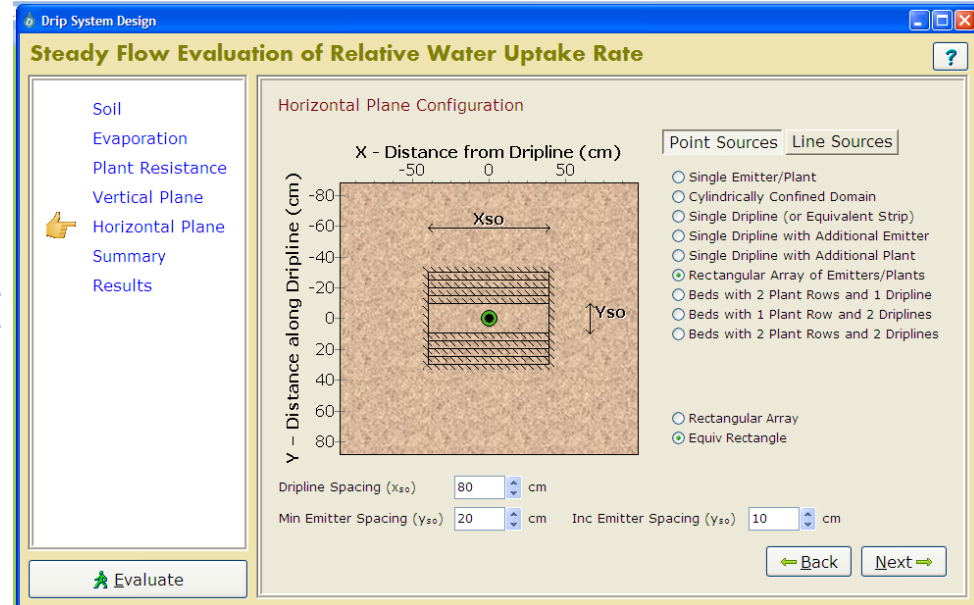 Drip System Design
Steady Flow Evaluation of Relative Water Uptake Rate
?
Soil
Evaporation
Plant Resistance
Vertical Plane
Horizontal Plane
Summary
Results
Evaluate
Horizontal Plane Configuration
X - Distance from Dripline (cm)
-50 0 50
Y - Distance along Dripline (cm)
-80
-60
-40
-20
0
20
40
60
80
Xso
Yso
Point Sources Line Sources
Single Emitter/Plant
Cylindrically Confined Domain
Single Dripline (or Equivalent Strip)
Single Dripline with Additional Emitter
Single Dripline with Additional Plant
Rectangular Array of Emitters/Plants
Beds with 2 Plant Rows and 1 Dripline
Beds with 1 Plant Row and 2 Driplines
Beds with 2 Plant Rows and 2 Driplines
Rectangular Array
Equiv Rectangle
Dripline Spacing (xso) 80 cm
Min Emitter Spacing (yso) 20 cm Inc Emitter Spacing (yso) 10 cm
Back Next